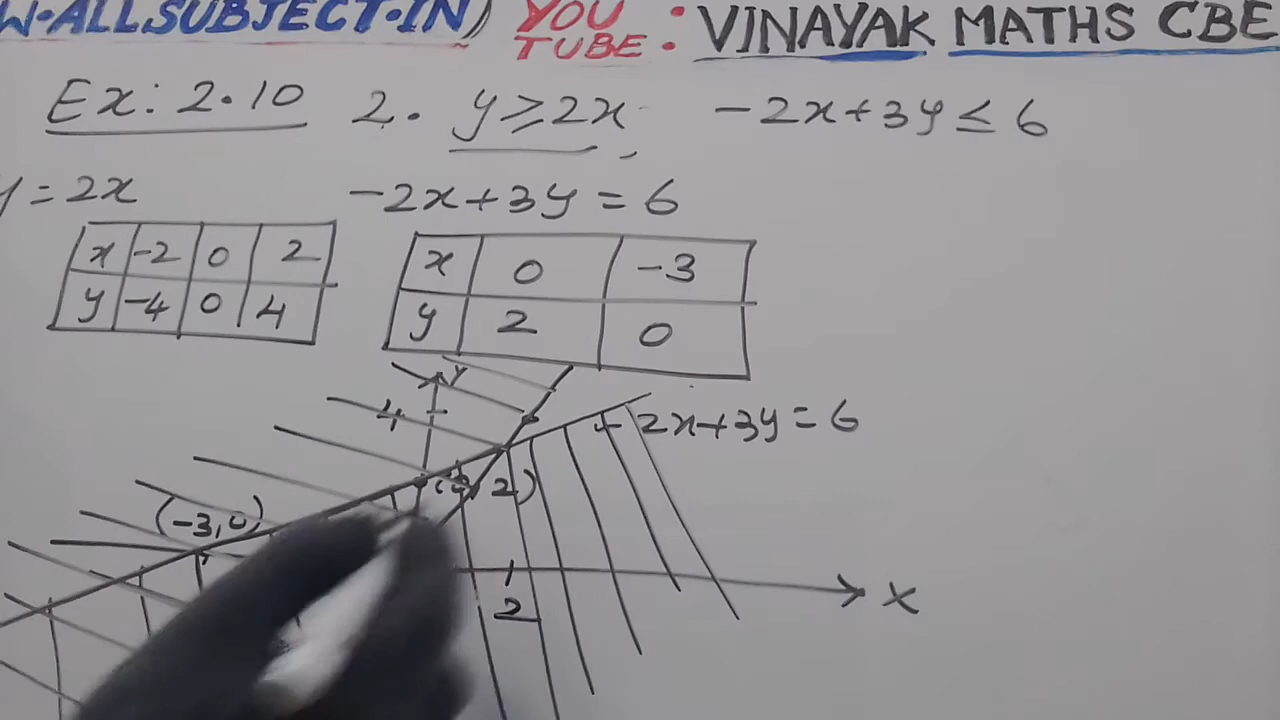 W·ALLSUBJECT·IN) YOU TUBE : VINAYAK MATHS CBE
Ex: 2.10 2. y≥2x, -2x+3y ≤ 6
y = 2x -2x+3y = 6
x -2 0 2
y -4 0 4
x 0 -3
y 2 0
Y
4
-2x+3y = 6
2)
(-3,0)
2
X